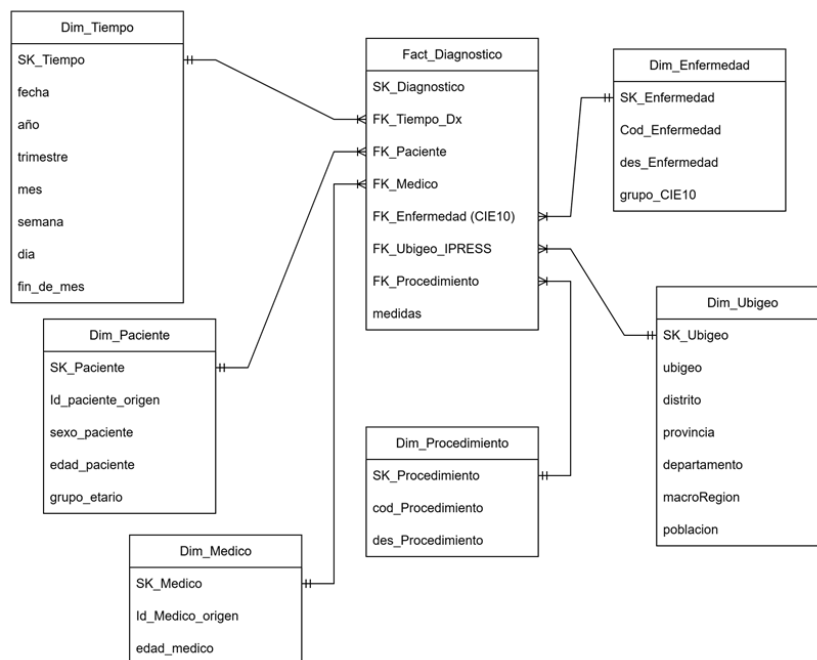 Dim_Tiempo
SK_Tiempo
fecha
año
trimestre
mes
semana
dia
fin_de_mes
Fact_Diagnostico
SK_Diagnostico
FK_Tiempo_Dx
FK_Paciente
FK_Medico
FK_Enfermedad (CIE10)
FK_Ubigeo_IPRESS
FK_Procedimiento
medidas
Dim_Enfermedad
SK_Enfermedad
Cod_Enfermedad
des_Enfermedad
grupo_CIE10
Dim_Paciente
SK_Paciente
Id_paciente_origen
sexo_paciente
edad_paciente
grupo_etario
Dim_Ubigeo
SK_Ubigeo
ubigeo
distrito
provincia
departamento
macroRegion
poblacion
Dim_Procedimiento
SK_Procedimiento
cod_Procedimiento
des_Procedimiento
Dim_Medico
SK_Medico
Id_Medico_origen
edad_medico